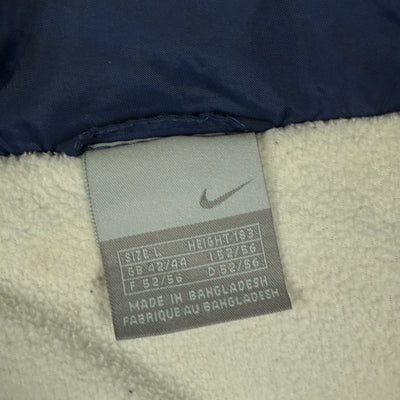 SIZE L HEIGHT 183
GB 42/44 I 52/56
F 52/56 D 52/56
MADE IN BANGLADESH
FABRIQUE AU BANGLADESH